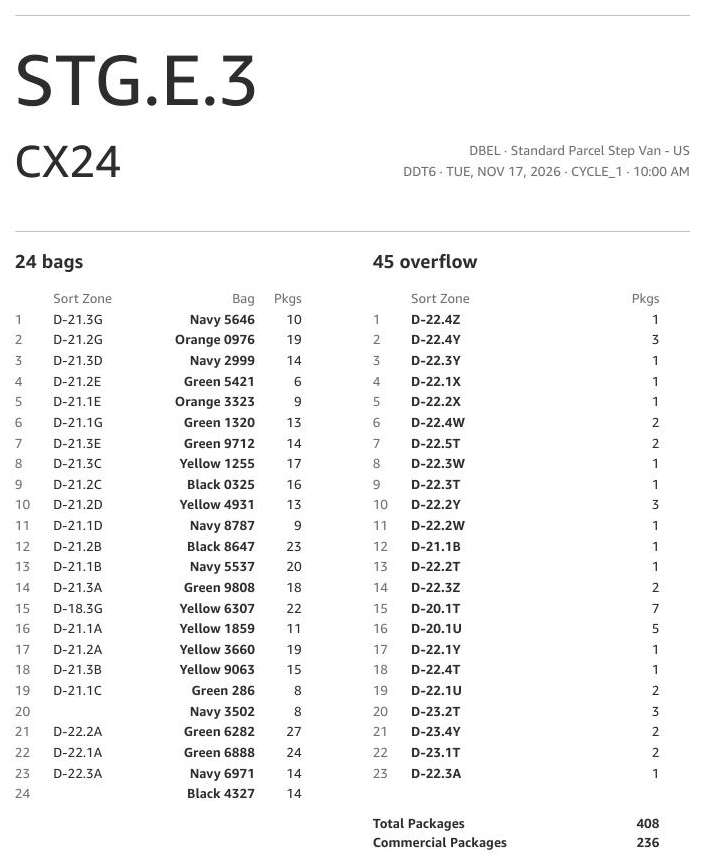 STG.E.3
CX24
DBEL · Standard Parcel Step Van - US
DDT6 · TUE, NOV 17, 2026 · CYCLE_1 · 10:00 AM
24 bags
Sort Zone Bag Pkgs
1 D-21.3G Navy 5646 10
2 D-21.2G Orange 0976 19
3 D-21.3D Navy 2999 14
4 D-21.2E Green 5421 6
5 D-21.1E Orange 3323 9
6 D-21.1G Green 1320 13
7 D-21.3E Green 9712 14
8 D-21.3C Yellow 1255 17
9 D-21.2C Black 0325 16
10 D-21.2D Yellow 4931 13
11 D-21.1D Navy 8787 9
12 D-21.2B Black 8647 23
13 D-21.1B Navy 5537 20
14 D-21.3A Green 9808 18
15 D-18.3G Yellow 6307 22
16 D-21.1A Yellow 1859 11
17 D-21.2A Yellow 3660 19
18 D-21.3B Yellow 9063 15
19 D-21.1C Green 286 8
20 Navy 3502 8
21 D-22.2A Green 6282 27
22 D-22.1A Green 6888 24
23 D-22.3A Navy 6971 14
24 Black 4327 14
45 overflow
Sort Zone Pkgs
1 D-22.4Z 1
2 D-22.4Y 3
3 D-22.3Y 1
4 D-22.1X 1
5 D-22.2X 1
6 D-22.4W 2
7 D-22.5T 2
8 D-22.3W 1
9 D-22.3T 1
10 D-22.2Y 3
11 D-22.2W 1
12 D-21.1B 1
13 D-22.2T 1
14 D-22.3Z 2
15 D-20.1T 7
16 D-20.1U 5
17 D-22.1Y 1
18 D-22.4T 1
19 D-22.1U 2
20 D-23.2T 3
21 D-23.4Y 2
22 D-23.1T 2
23 D-22.3A 1
Total Packages 408
Commercial Packages 236